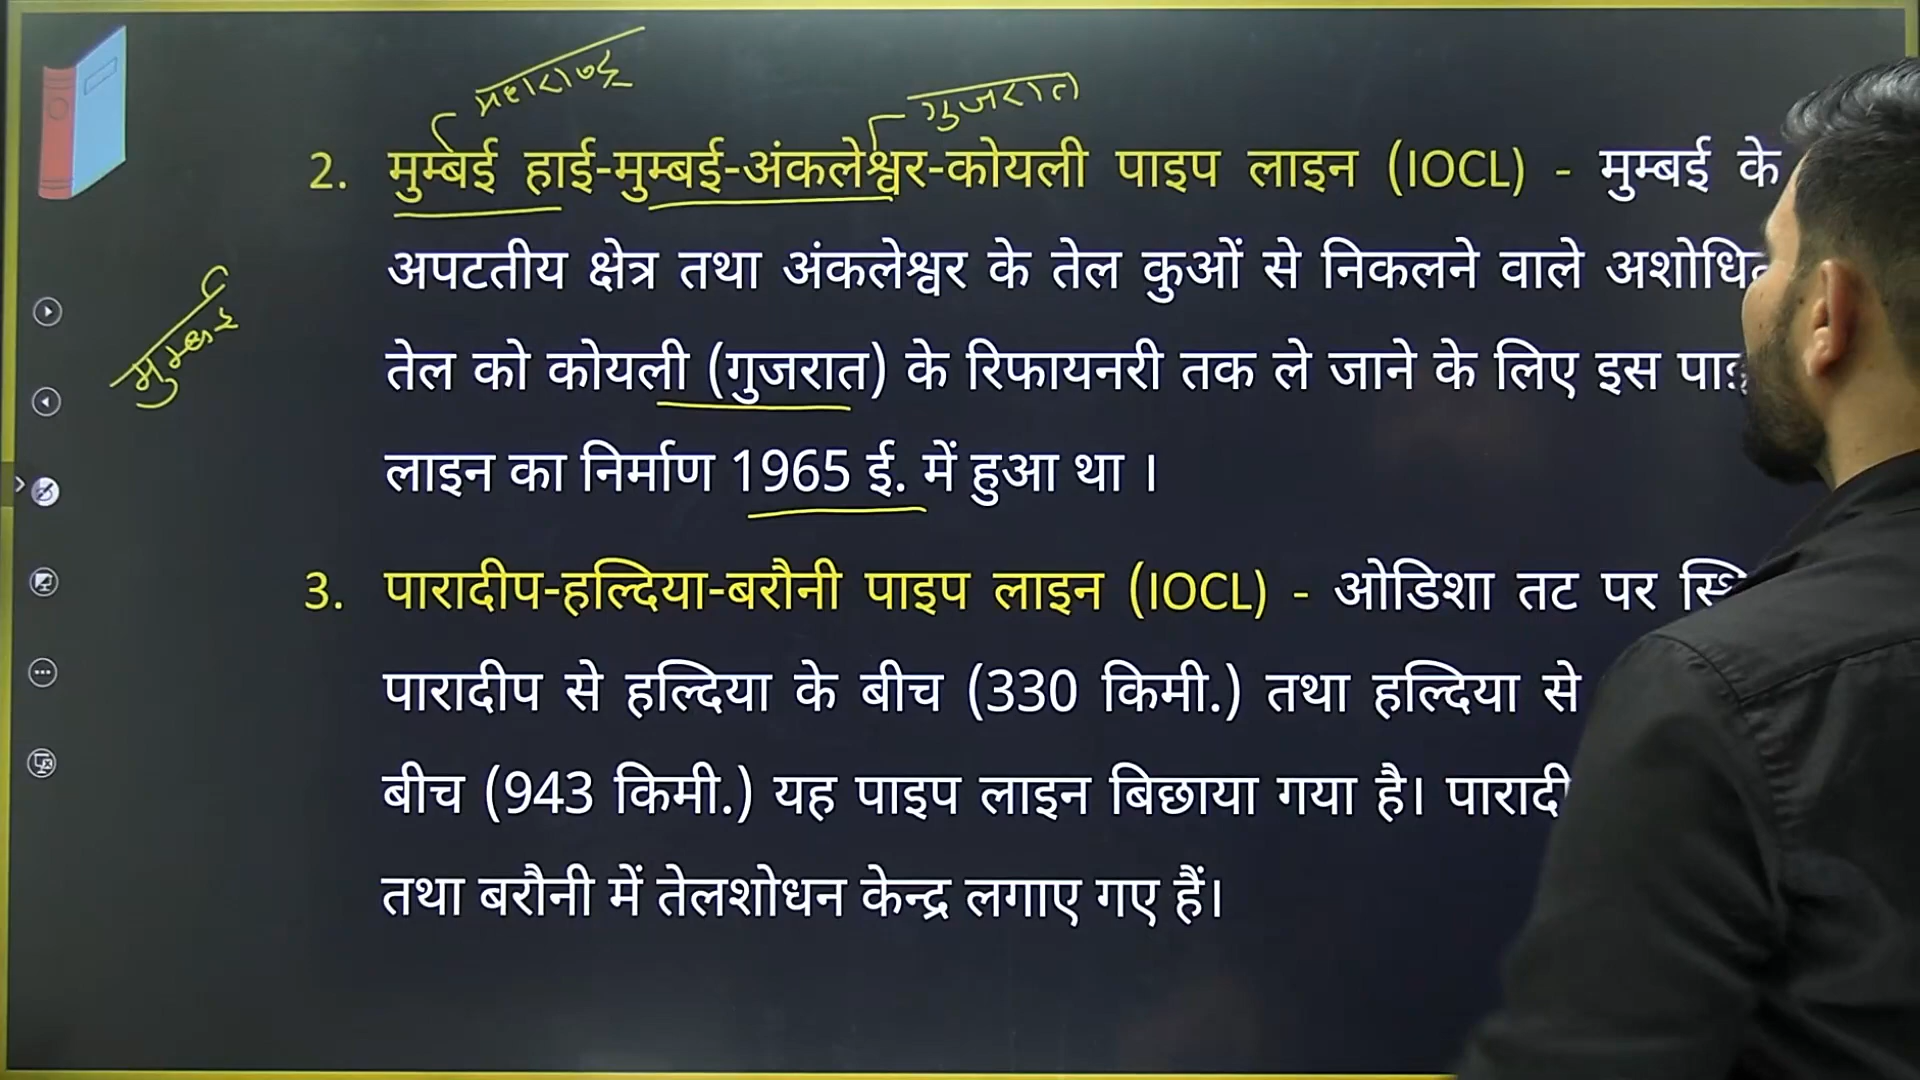 महाराष्ट्र
गुजरात
2. मुम्बई हाई-मुम्बई-अंकलेश्वर-कोयली पाइप लाइन (IOCL) - मुम्बई के
अपटतीय क्षेत्र तथा अंकलेश्वर के तेल कुओं से निकलने वाले
मुम्बई
तेल को कोयली (गुजरात) के रिफायनरी तक ले जाने के लिए इस
लाइन का निर्माण 1965 ई. में हुआ था ।
3. पारादीप-हल्दिया-बरौनी पाइप लाइन (IOCL) - ओडिशा तट पर
पारादीप से हल्दिया के बीच (330 किमी.) तथा हल्दिया से
बीच (943 किमी.) यह पाइप लाइन बिछाया गया है।
तथा बरौनी में तेलशोधन केन्द्र लगाए गए हैं।